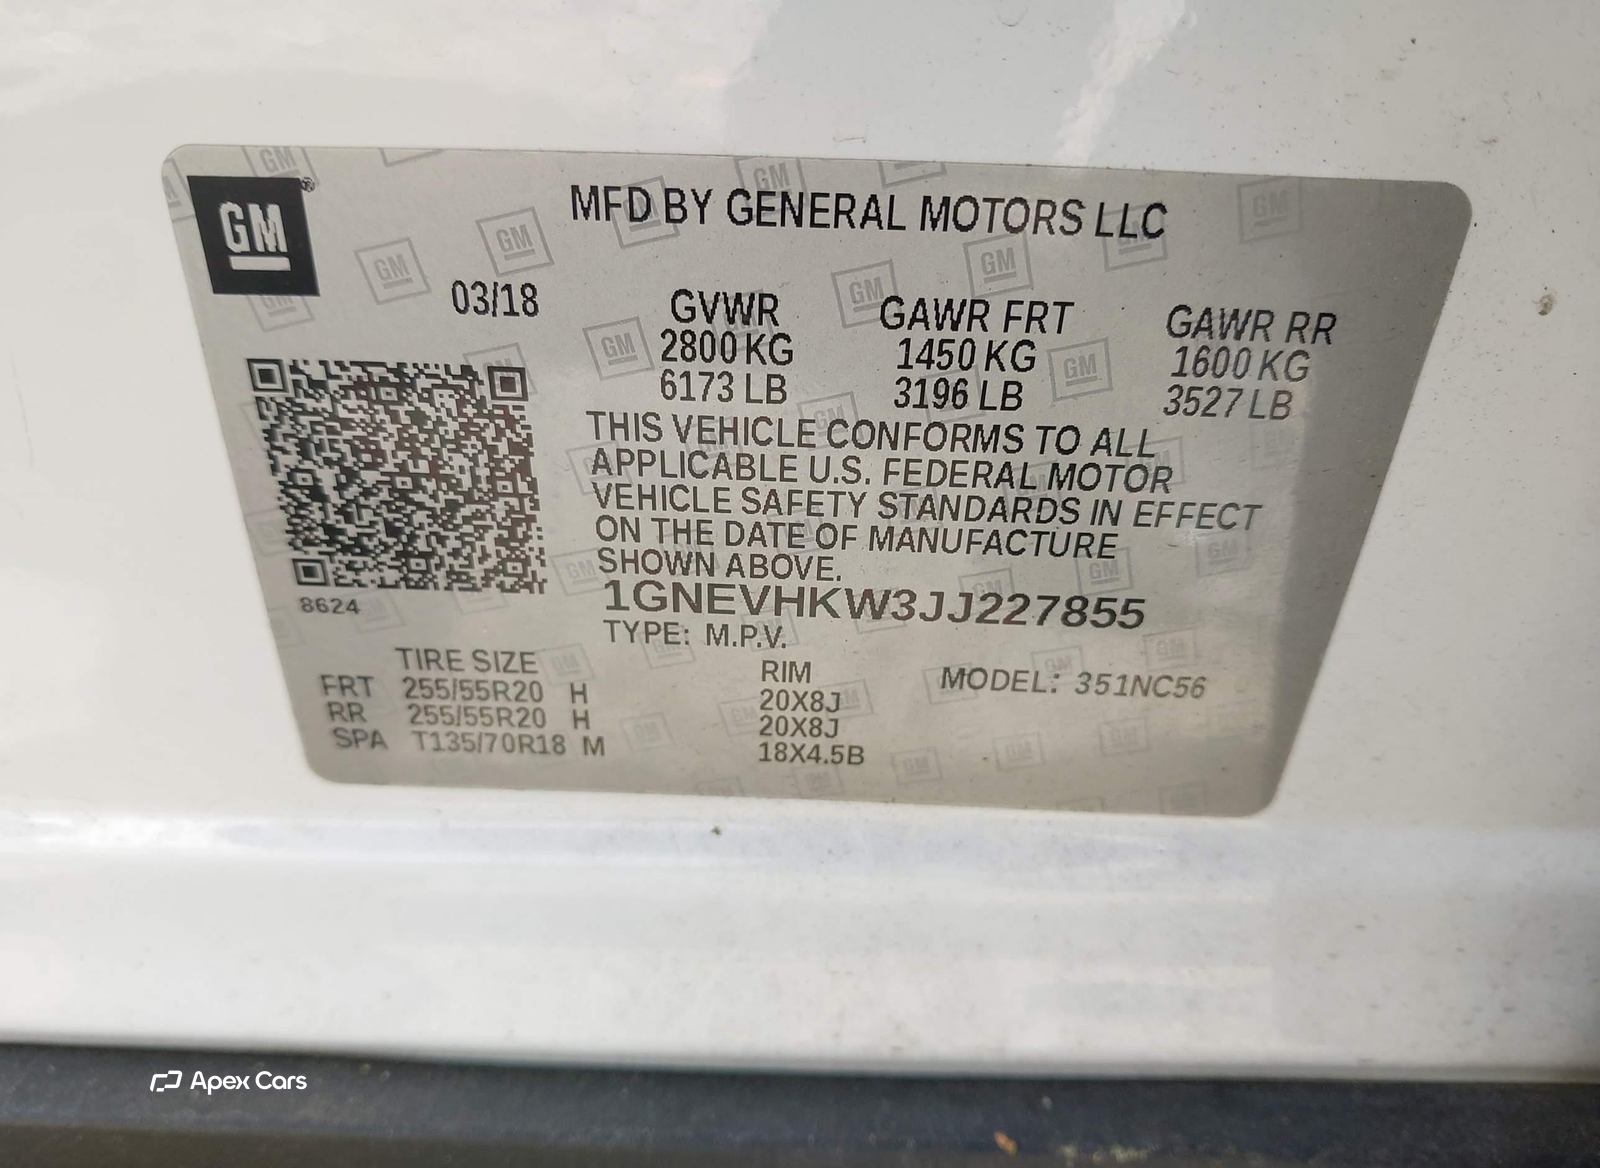 GM
MFD BY GENERAL MOTORS LLC
03/18
GVWR GAWR FRT GAWR RR
2800 KG 1450 KG 1600 KG
6173 LB 3196 LB 3527 LB
THIS VEHICLE CONFORMS TO ALL
APPLICABLE U.S. FEDERAL MOTOR
VEHICLE SAFETY STANDARDS IN EFFECT
ON THE DATE OF MANUFACTURE
SHOWN ABOVE.
8624
1GNEVHKW3JJ227855
TYPE: M.P.V.
TIRE SIZE RIM MODEL: 351NC56
FRT 255/55R20 H 20X8J
RR 255/55R20 H 20X8J
SPA T135/70R18 M 18X4.5B
Apex Cars